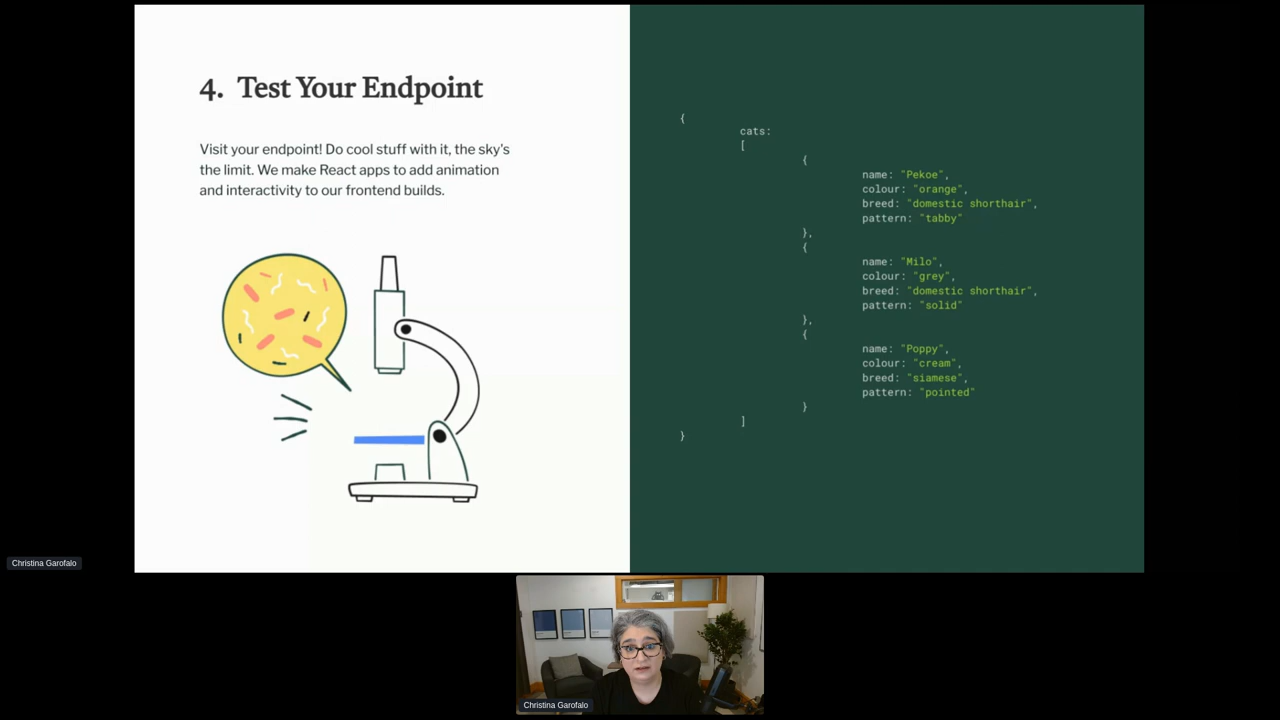 4. Test Your Endpoint
Visit your endpoint! Do cool stuff with it, the sky's
the limit. We make React apps to add animation
and interactivity to our frontend builds.
{
cats:
[
{
name: "Pekoe",
colour: "orange",
breed: "domestic shorthair",
pattern: "tabby"
},
{
name: "Milo",
colour: "grey",
breed: "domestic shorthair",
pattern: "solid"
},
{
name: "Poppy",
colour: "cream",
breed: "siamese",
pattern: "pointed"
}
]
}
Christina Garofalo
Christina Garofalo